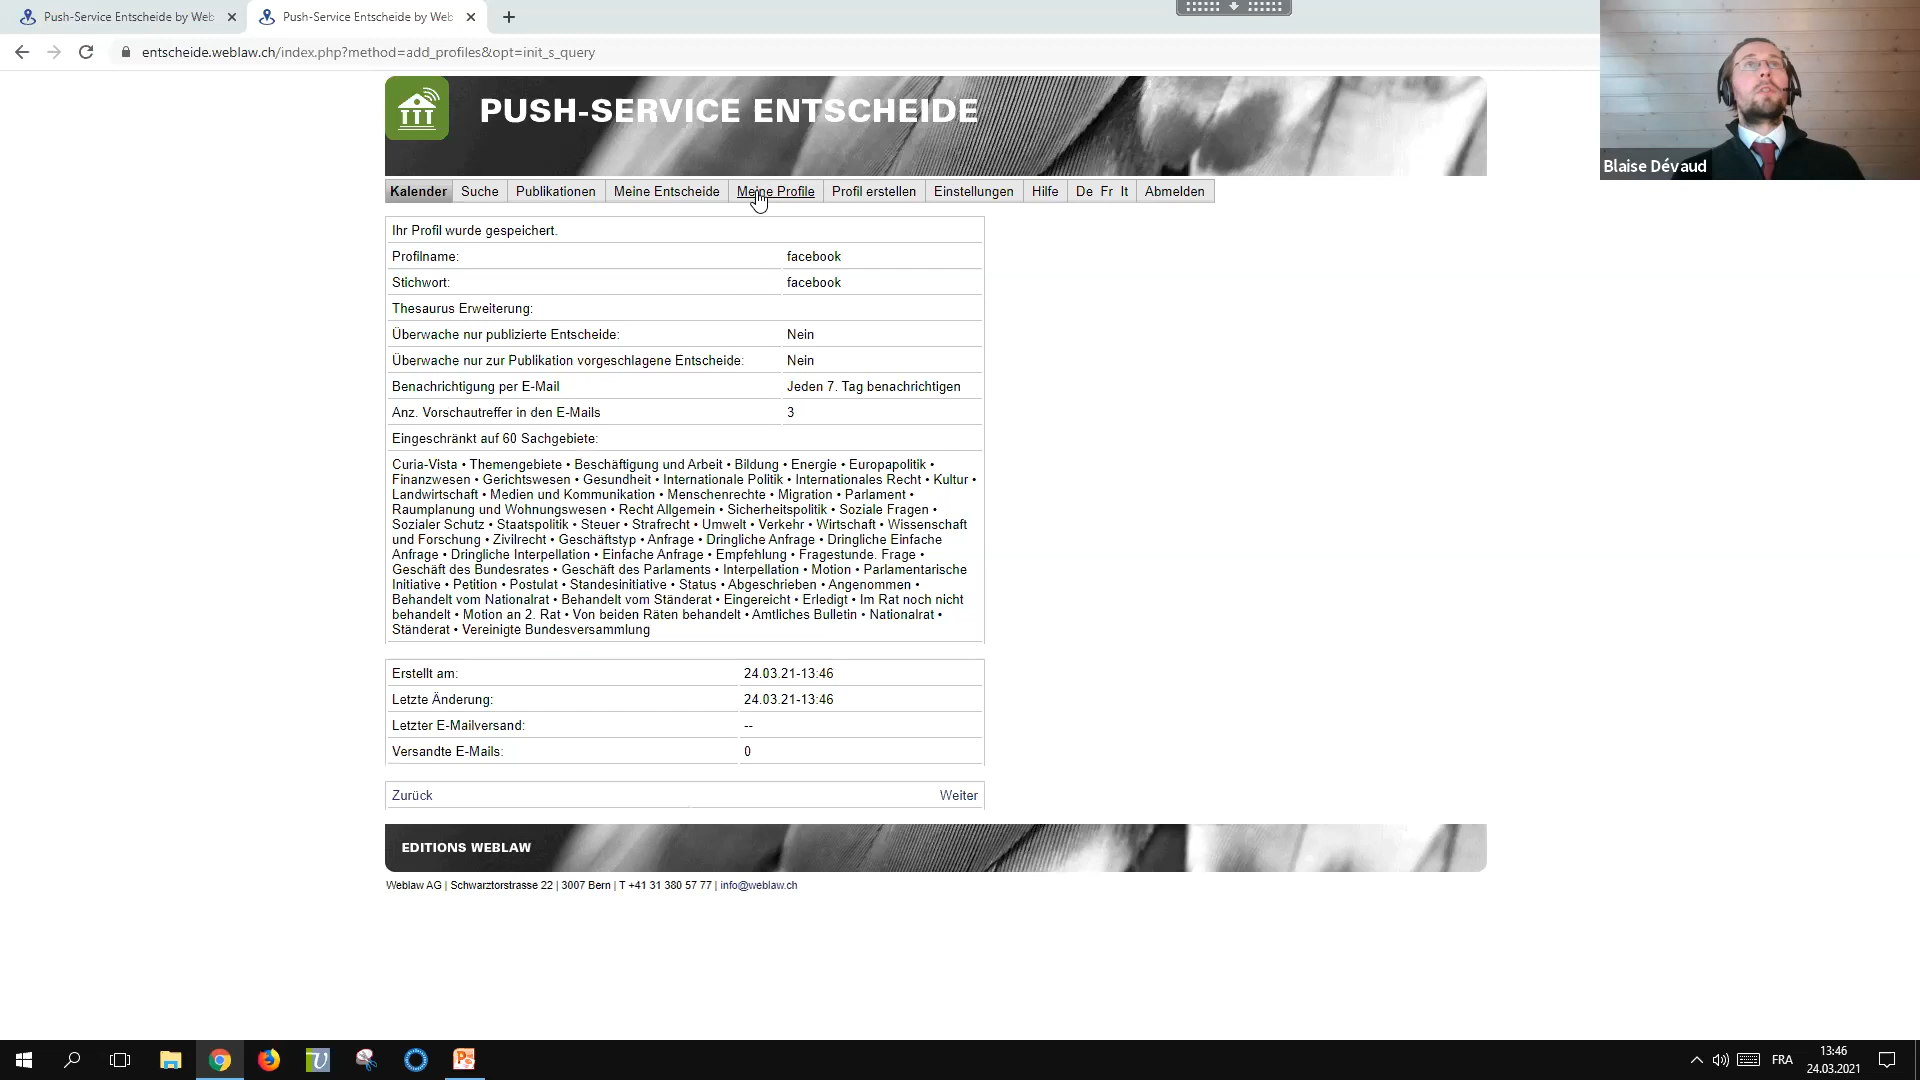 Push-Service Entscheide by Web
Push-Service Entscheide by Web
entscheide.weblaw.ch/index.php?method=add_profiles&opt=init_s_query
Blaise Dévaud
PUSH-SERVICE ENTSCHEIDE
Kalender Suche Publikationen Meine Entscheide Meine Profile Profil erstellen Einstellungen Hilfe De Fr It Abmelden
Ihr Profil wurde gespeichert.
Profilname: facebook
Stichwort: facebook
Thesaurus Erweiterung:
Überwache nur publizierte Entscheide: Nein
Überwache nur zur Publikation vorgeschlagene Entscheide: Nein
Benachrichtigung per E-Mail Jeden 7. Tag benachrichtigen
Anz. Vorschautreffer in den E-Mails 3
Eingeschränkt auf 60 Sachgebiete:
Curia-Vista • Themengebiete • Beschäftigung und Arbeit • Bildung • Energie • Europapolitik •
Finanzwesen • Gerichtswesen • Gesundheit • Internationale Politik • Internationales Recht • Kultur •
Landwirtschaft • Medien und Kommunikation • Menschenrechte • Migration • Parlament •
Raumplanung und Wohnungswesen • Recht Allgemein • Sicherheitspolitik • Soziale Fragen •
Sozialer Schutz • Staatspolitik • Steuer • Strafrecht • Umwelt • Verkehr • Wirtschaft • Wissenschaft
und Forschung • Zivilrecht • Geschäftstyp • Anfrage • Dringliche Anfrage • Dringliche Einfache
Anfrage • Dringliche Interpellation • Einfache Anfrage • Empfehlung • Fragestunde. Frage •
Geschäft des Bundesrates • Geschäft des Parlaments • Interpellation • Motion • Parlamentarische
Initiative • Petition • Postulat • Standesinitiative • Status • Abgeschrieben • Angenommen •
Behandelt vom Nationalrat • Behandelt vom Ständerat • Eingereicht • Erledigt • Im Rat noch nicht
behandelt • Motion an 2. Rat • Von beiden Räten behandelt • Amtliches Bulletin • Nationalrat •
Ständerat • Vereinigte Bundesversammlung
Erstellt am: 24.03.21-13:46
Letzte Änderung: 24.03.21-13:46
Letzter E-Mailversand: --
Versandte E-Mails: 0
Zurück Weiter
EDITIONS WEBLAW
Weblaw AG | Schwarztorstrasse 22 | 3007 Bern | T +41 31 380 57 77 | info@weblaw.ch
FRA
13:46
24.03.2021